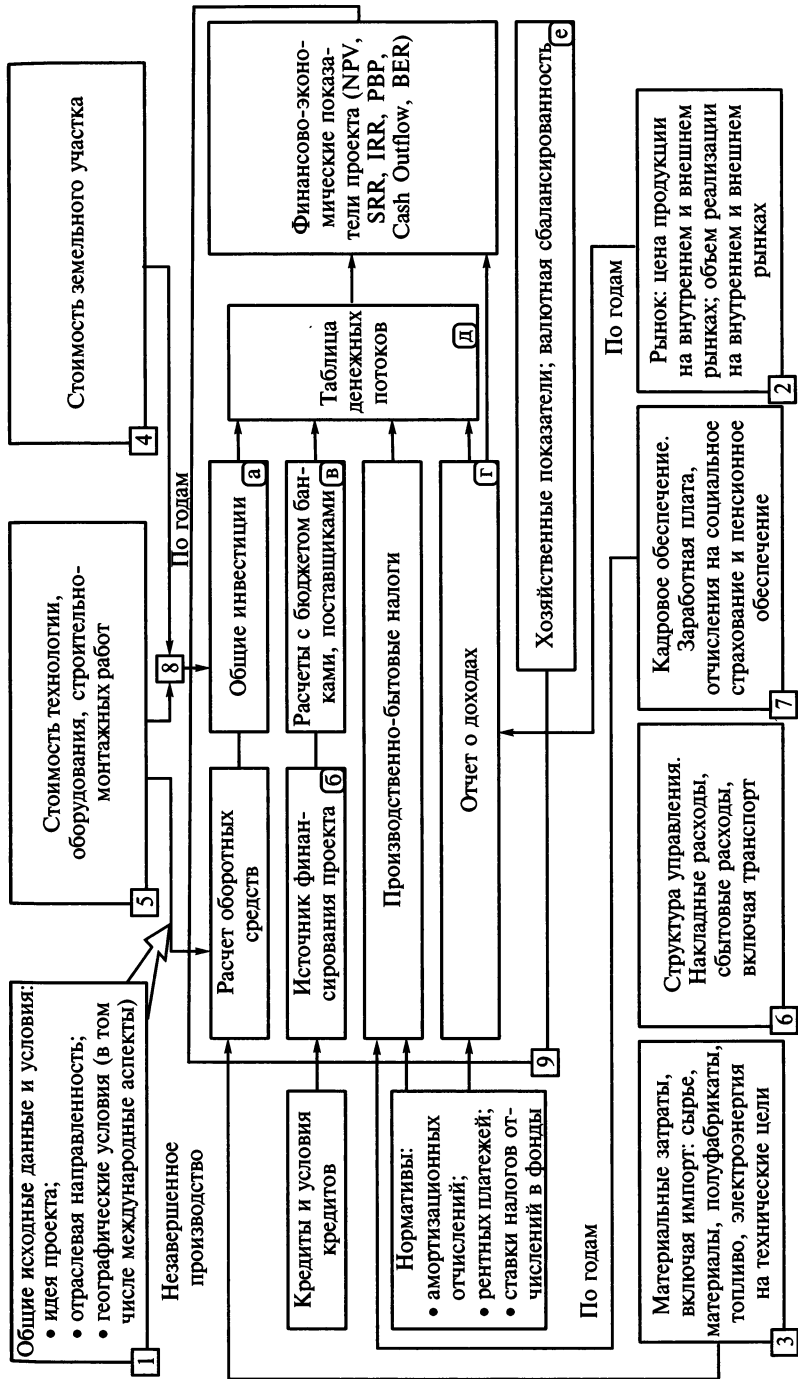 Общие исходные данные и условия:
• идея проекта;
• отраслевая направленность;
• географические условия (в том
числе международные аспекты)
1
Стоимость технологии,
оборудования, строительно-
монтажных работ
5
Стоимость земельного участка
4
Незавершенное
производство
8
По годам
Расчет оборотных
средств
Общие инвестиции
а
Кредиты и условия
кредитов
Источник финан-
сирования проекта
б
Расчеты с бюджетом бан-
ками, поставщиками
в
Таблица
денежных
потоков
д
Финансово-эконо-
мические показа-
тели проекта (NPV,
SRR, IRR, PBP,
Cash Outflow, BER)
Нормативы:
• амортизационных
отчислений;
• рентных платежей;
• ставки налогов от-
числений в фонды
Производственно-бытовые налоги
Отчет о доходах
г
9
Хозяйственные показатели; валютная сбалансированность
е
По годам
По годам
Материальные затраты,
включая импорт: сырье,
материалы, полуфабрикаты,
топливо, электроэнергия
на технические цели
3
Структура управления.
Накладные расходы,
сбытовые расходы,
включая транспорт
6
Кадровое обеспечение.
Заработная плата,
отчисления на социальное
страхование и пенсионное
обеспечение
7
Рынок: цена продукции
на внутреннем и внешнем
рынках; объем реализации
на внутреннем и внешнем
рынках
2